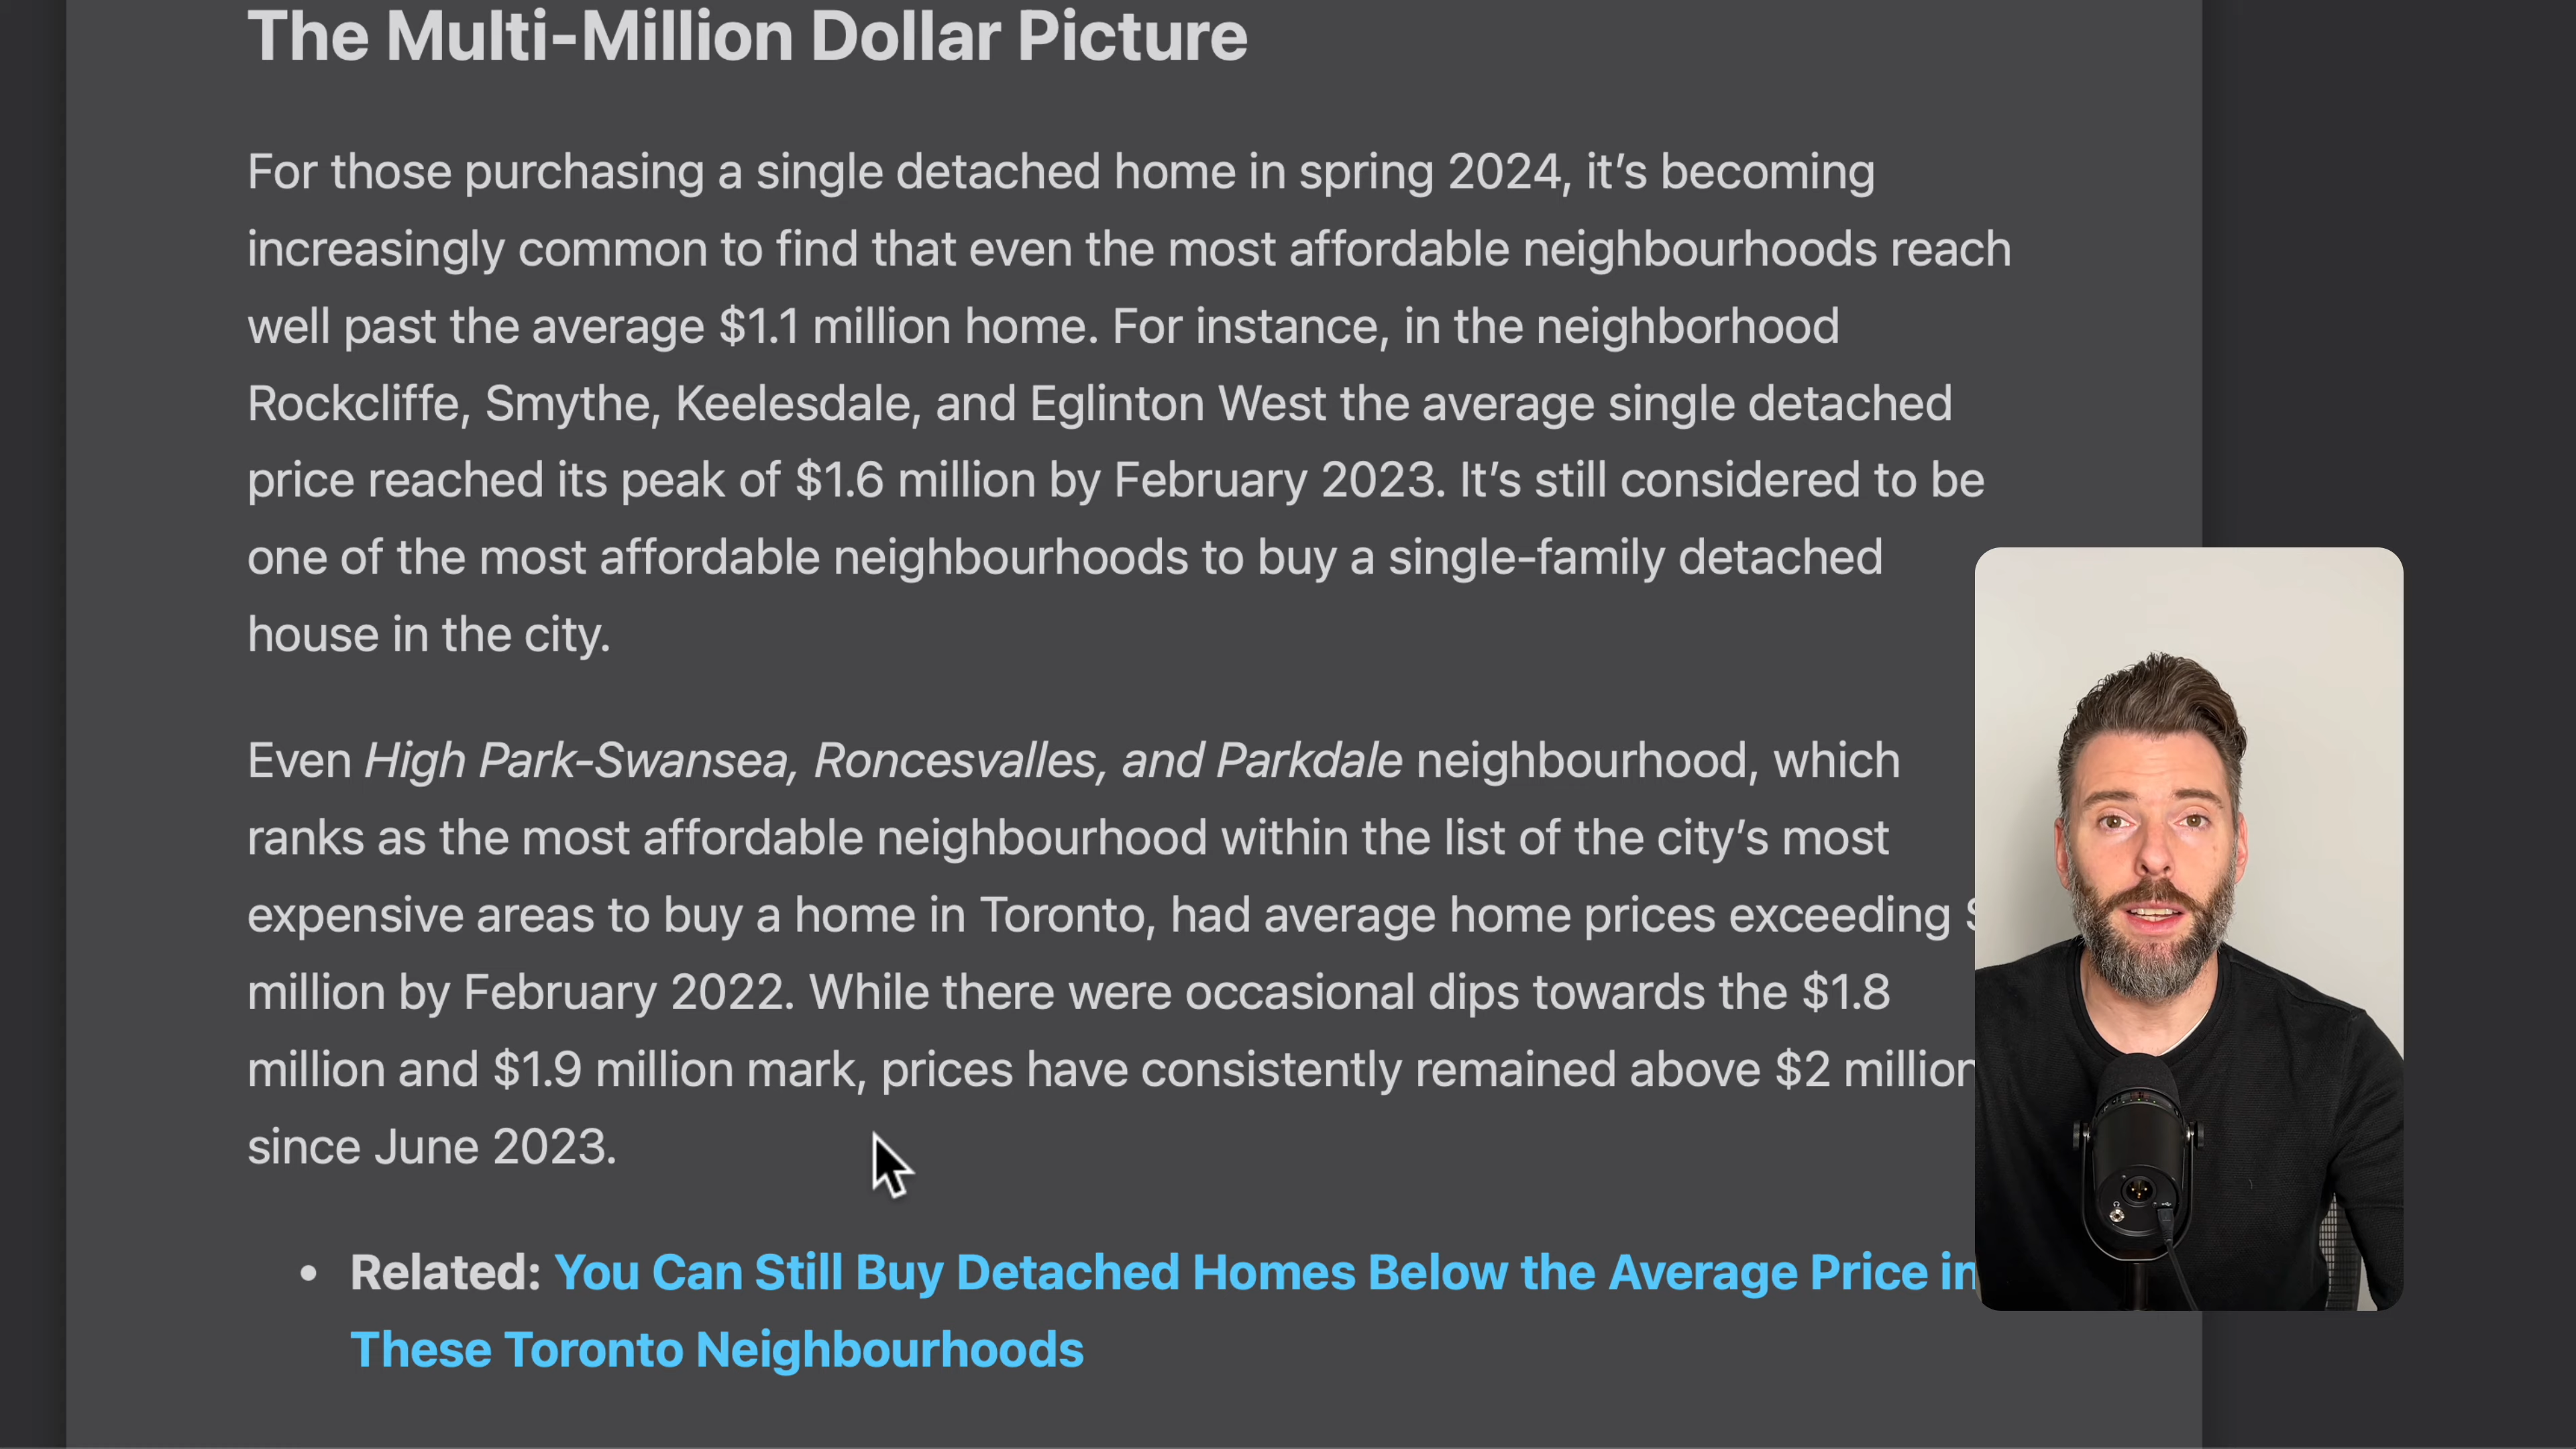 The Multi-Million Dollar Picture
For those purchasing a single detached home in spring 2024, it’s becoming
increasingly common to find that even the most affordable neighbourhoods reach
well past the average $1.1 million home. For instance, in the neighborhood
Rockcliffe, Smythe, Keelesdale, and Eglinton West the average single detached
price reached its peak of $1.6 million by February 2023. It’s still considered to be
one of the most affordable neighbourhoods to buy a single-family detached
house in the city.
Even High Park-Swansea, Roncesvalles, and Parkdale neighbourhood, which
ranks as the most affordable neighbourhood within the list of the city’s most
expensive areas to buy a home in Toronto, had average home prices exceeding
million by February 2022. While there were occasional dips towards the $1.8
million and $1.9 million mark, prices have consistently remained above $2 million
since June 2023.
• Related: You Can Still Buy Detached Homes Below the Average Price in
These Toronto Neighbourhoods